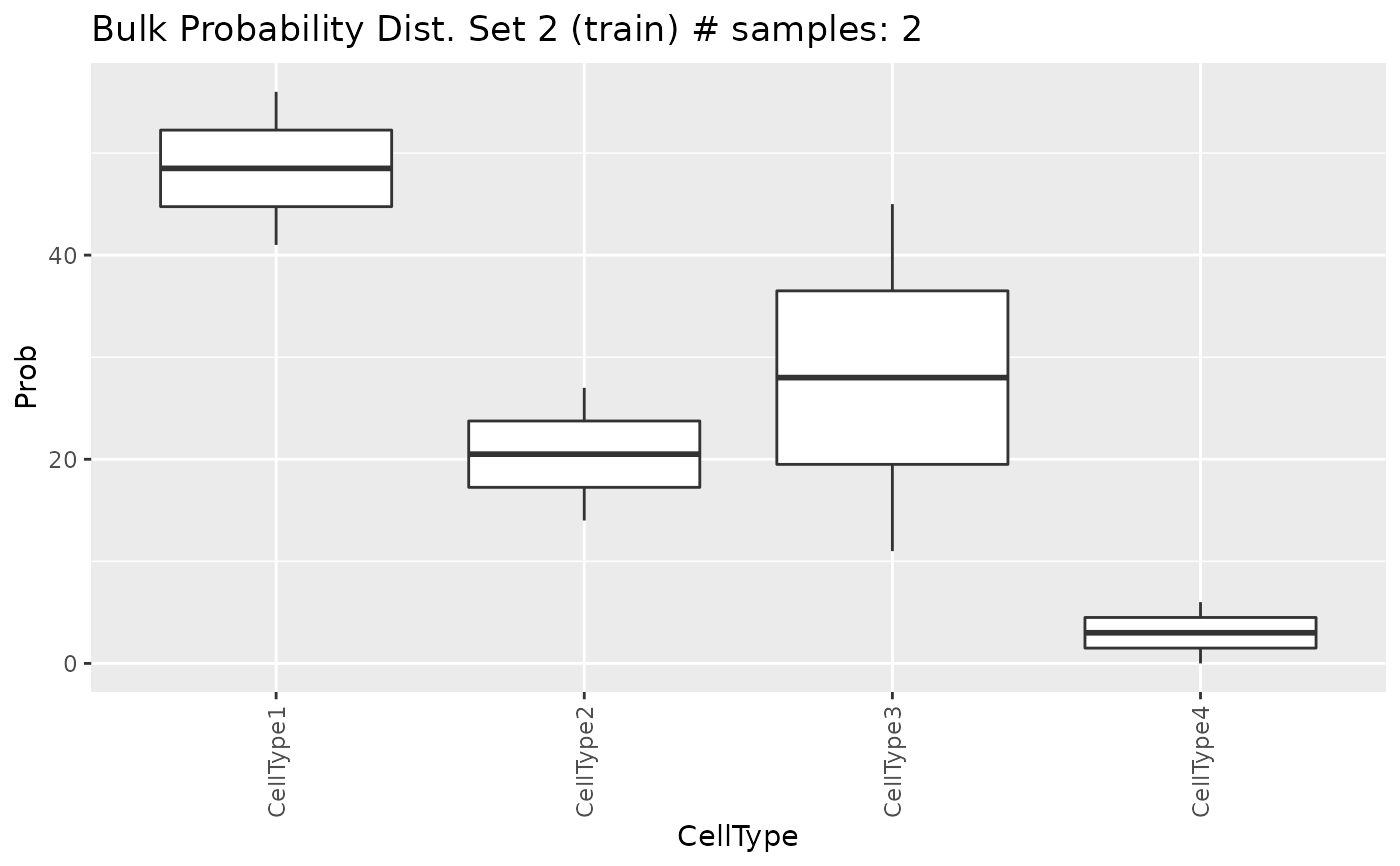 Bulk Probability Dist. Set 2 (train) # samples: 2
Prob
40
20
0
CellType1
CellType2
CellType3
CellType4
CellType